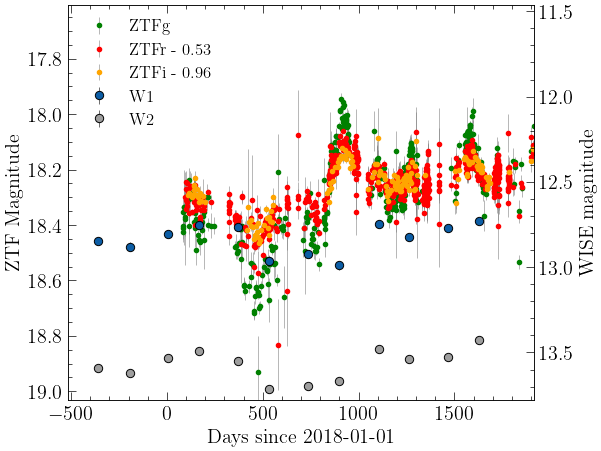 ZTFg
ZTFr - 0.53
ZTFi - 0.96
W1
W2
ZTF Magnitude
17.8
18.0
18.2
18.4
18.6
18.8
19.0
11.5
12.0
12.5
13.0
13.5
WISE magnitude
−500 0 500 1000 1500
Days since 2018-01-01